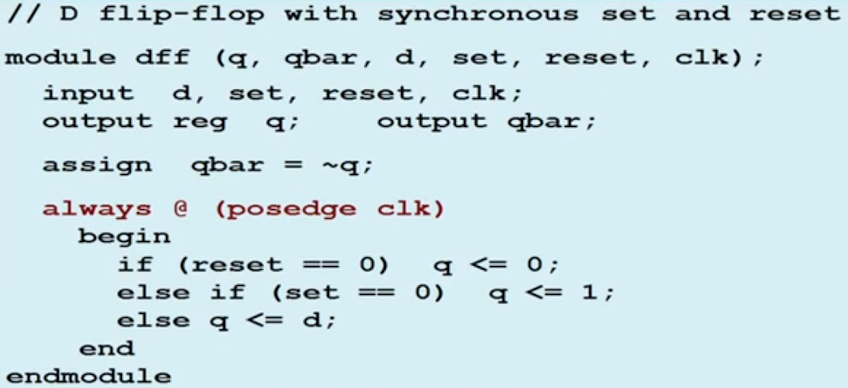 // D flip-flop with synchronous set and reset
module dff (q, qbar, d, set, reset, clk);
input d, set, reset, clk;
output reg q; output qbar;
assign qbar = ~q;
always @ (posedge clk)
begin
if (reset == 0) q <= 0;
else if (set == 0) q <= 1;
else q <= d;
end
endmodule